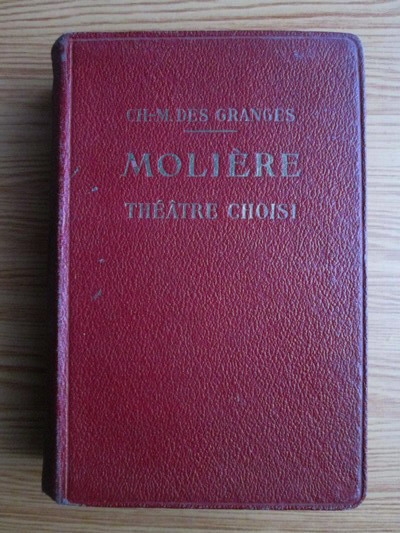 CH.-M. DES GRANGES
MOLIÈRE
THÉÂTRE CHOISI